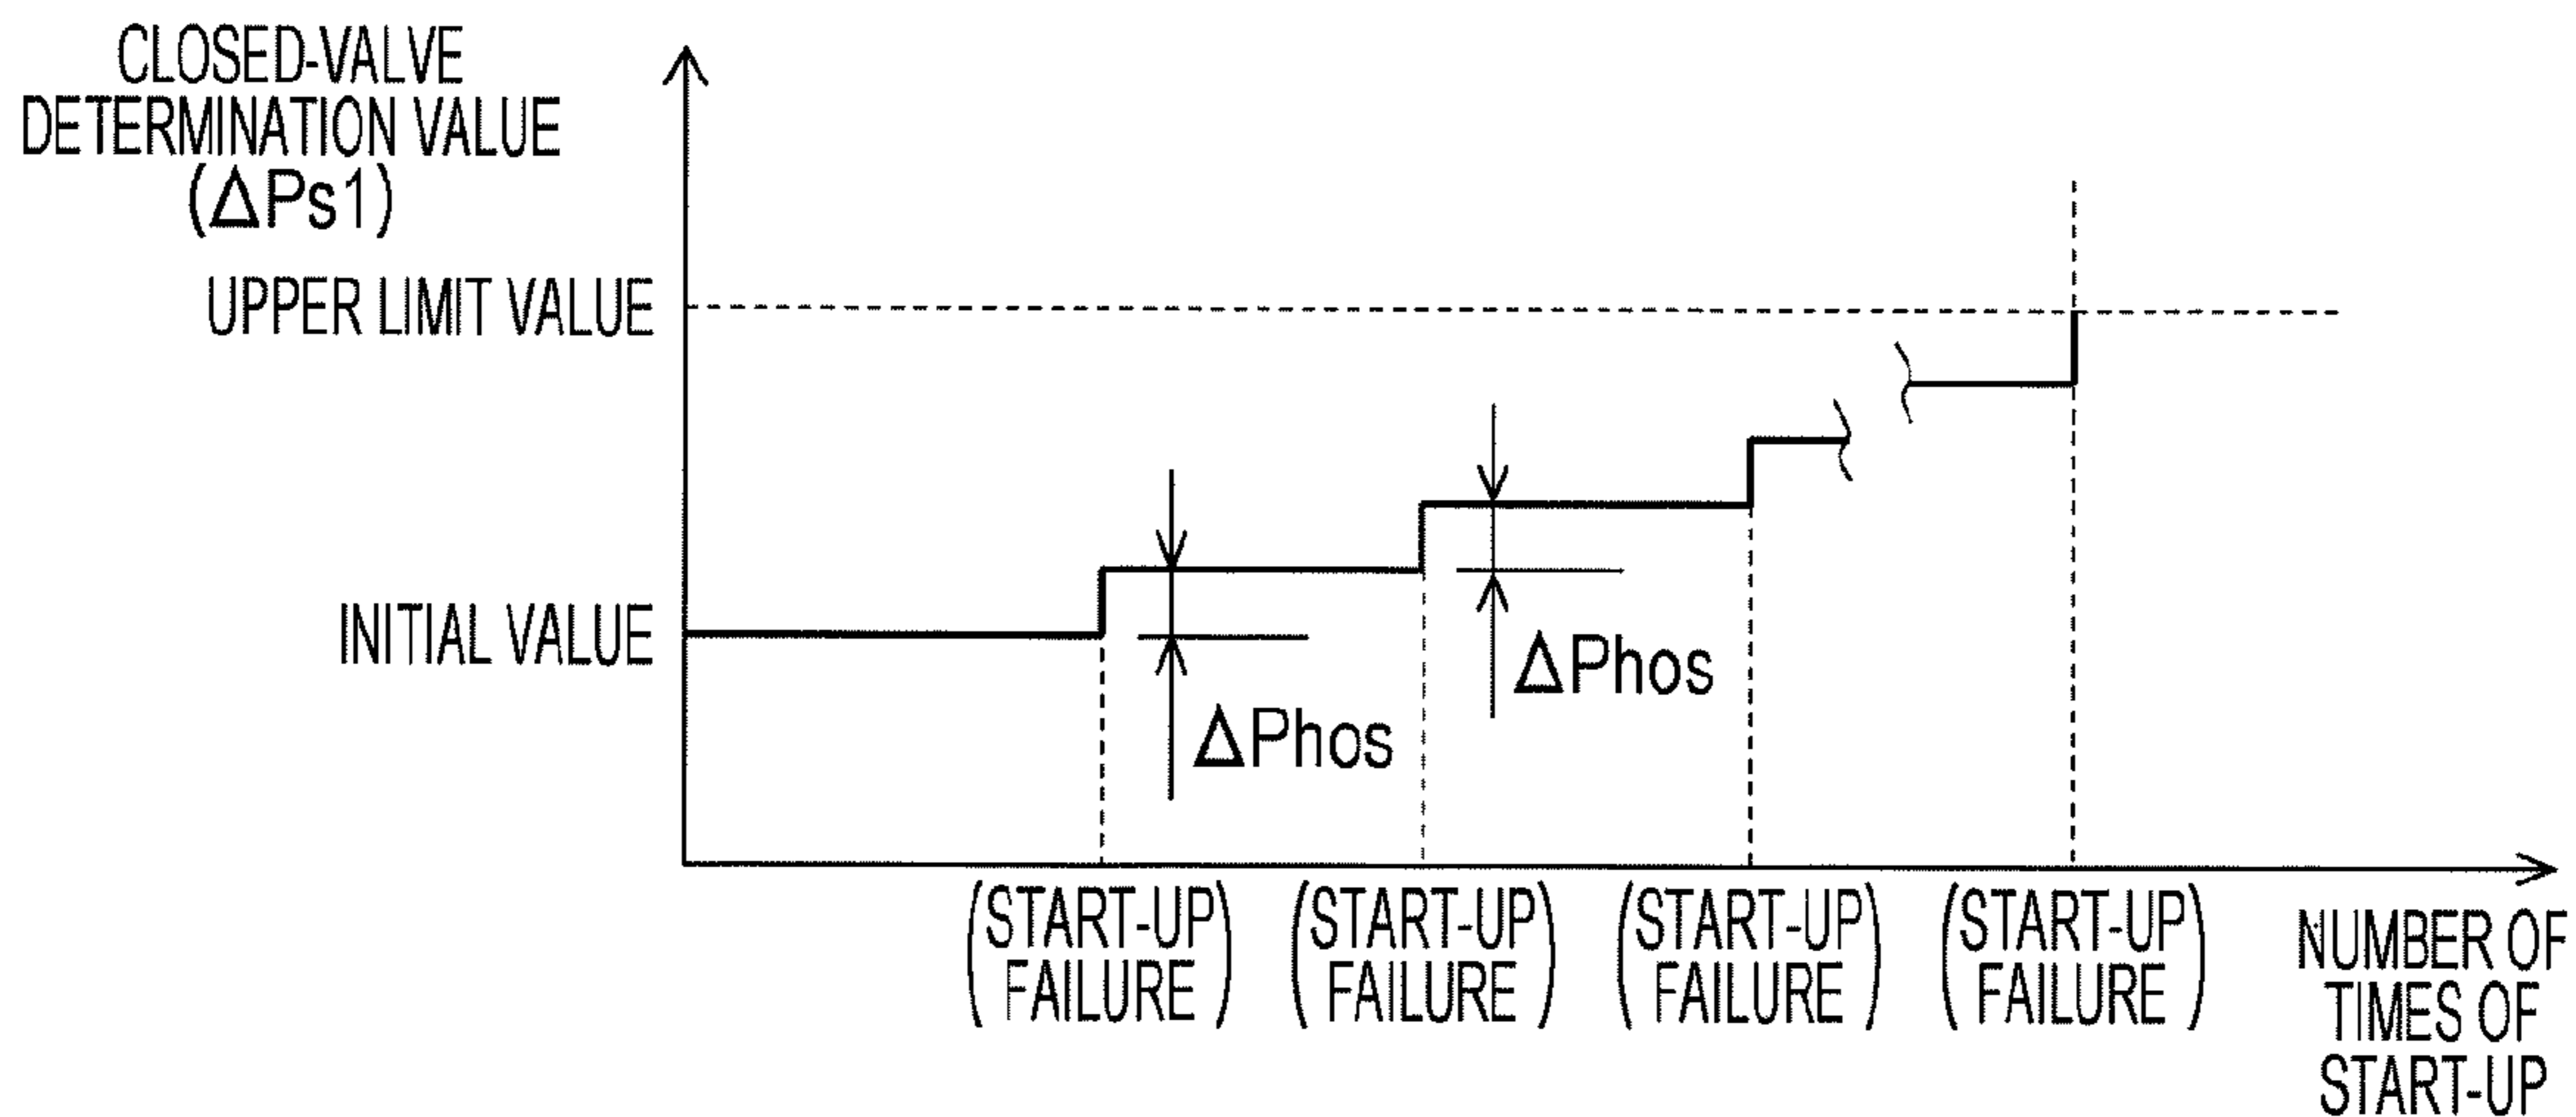 CLOSED-VALVE
DETERMINATION VALUE
(ΔPs1)
UPPER LIMIT VALUE
INITIAL VALUE
ΔPhos
ΔPhos
(START-UP FAILURE)
(START-UP FAILURE)
(START-UP FAILURE)
(START-UP FAILURE)
NUMBER OF
TIMES OF
START-UP